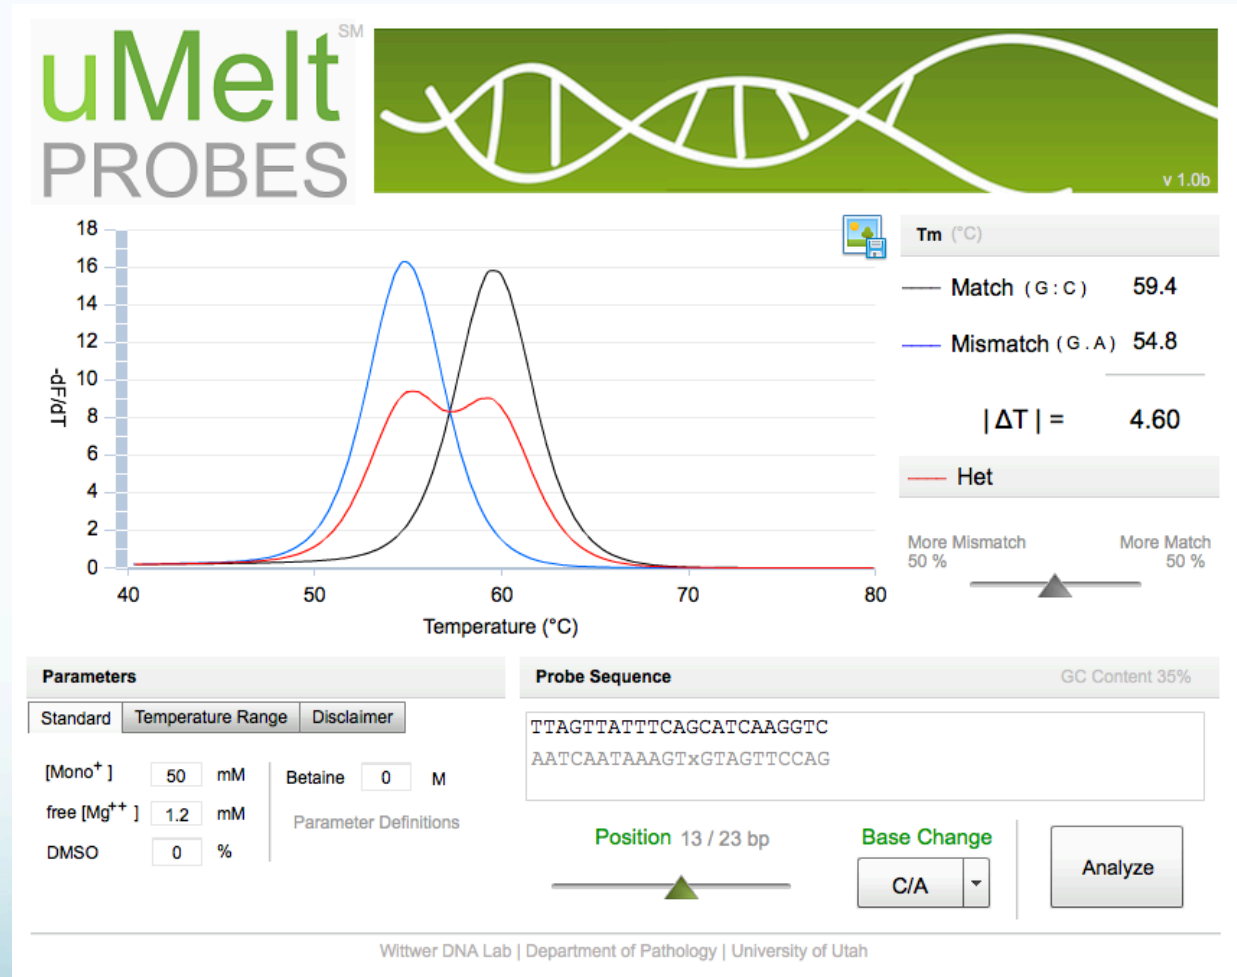 uMelt SM
PROBES
v 1.0b
18
16
14
12
10
8
6
4
2
0
-dF/dT
40 50 60 70 80
Temperature (°C)
Tm (°C)
Match (G:C) 59.4
Mismatch (G.A) 54.8
|ΔT| = 4.60
Het
More Mismatch More Match
50 % 50 %
Parameters
Standard Temperature Range Disclaimer
[Mono+] 50 mM Betaine 0 M
free [Mg++] 1.2 mM Parameter Definitions
DMSO 0 %
Probe Sequence GC Content 35%
TTAGTTATTTCAGCATCAAGGTC
AATCAATAAAGTxGTAGTTCCAG
Position 13 / 23 bp
Base Change
C/A
Analyze
Wittwer DNA Lab | Department of Pathology | University of Utah